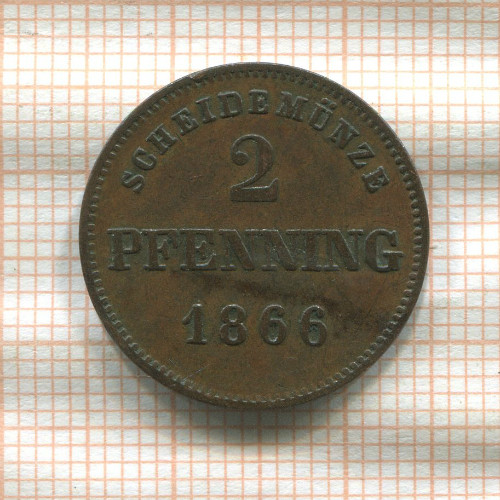 SCHEIDEMÜNZE
2
PFENNING
1866